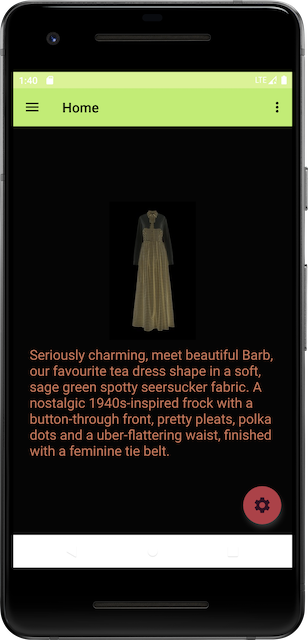 1:40
LTE
Home
Seriously charming, meet beautiful Barb,
our favourite tea dress shape in a soft,
sage green spotty seersucker fabric. A
nostalgic 1940s-inspired frock with a
button-through front, pretty pleats, polka
dots and a uber-flattering waist, finished
with a feminine tie belt.